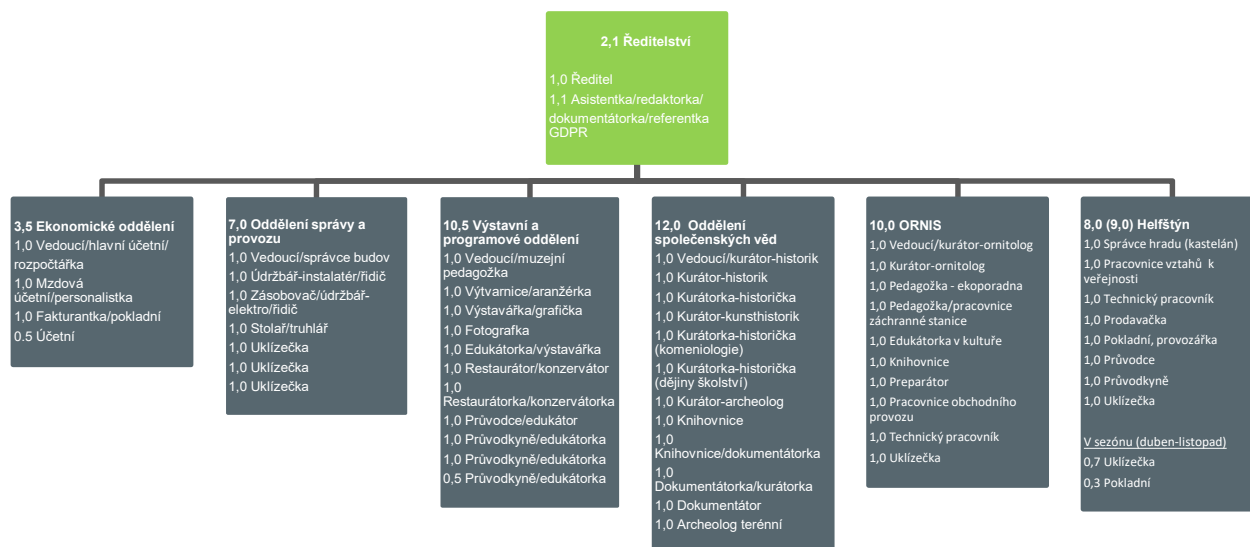 2,1 Ředitelství
1,0 Ředitel
1,1 Asistentka/redaktorka/
dokumentátorka/referentka
GDPR
3,5 Ekonomické oddělení
1,0 Vedoucí/hlavní účetní/
rozpočtářka
1,0 Mzdová
účetní/personalistka
1,0 Fakturantka/pokladní
0.5 Účetní
7,0 Oddělení správy a
provozu
1,0 Vedoucí/správce budov
1,0 Údržbář-instalatér/řidič
1,0 Zásobovač/údržbář-
elektro/řidič
1,0 Stolař/truhlář
1,0 Uklízečka
1,0 Uklízečka
1,0 Uklízečka
10,5 Výstavní a
programové oddělení
1,0 Vedoucí/muzejní
pedagožka
1,0 Výtvarnice/aranžérka
1,0 Výstavářka/grafička
1,0 Fotografka
1,0 Edukátorka/výstavářka
1,0 Restaurátor/konzervátor
1,0
Restaurátorka/konzervátorka
1,0 Průvodce/edukátor
1,0 Průvodkyně/edukátorka
1,0 Průvodkyně/edukátorka
0,5 Průvodkyně/edukátorka
12,0 Oddělení
společenských věd
1,0 Vedoucí/kurátor-historik
1,0 Kurátor-historik
1,0 Kurátorka-historička
1,0 Kurátor-kunsthistorik
1,0 Kurátorka-historička
(komeniologie)
1,0 Kurátorka-historička
(dějiny školství)
1,0 Kurátor-archeolog
1,0 Knihovnice
1,0
Knihovnice/dokumentátorka
1,0
Dokumentátorka/kurátorka
1,0 Dokumentátor
1,0 Archeolog terénní
10,0 ORNIS
1,0 Vedoucí/kurátor-ornitolog
1,0 Kurátor-ornitolog
1,0 Pedagožka - ekoporadna
1,0 Pedagožka/pracovnice
záchranné stanice
1,0 Edukátorka v kultuře
1,0 Knihovnice
1,0 Preparátor
1,0 Pracovnice obchodního
provozu
1,0 Technický pracovník
1,0 Uklízečka
8,0 (9,0) Helfštýn
1,0 Správce hradu (kastelán)
1,0 Pracovnice vztahů k
veřejnosti
1,0 Technický pracovník
1,0 Prodavačka
1,0 Pokladní, provozářka
1,0 Průvodce
1,0 Průvodkyně
1,0 Uklízečka
V sezónu (duben-listopad)
0,7 Uklízečka
0,3 Pokladní